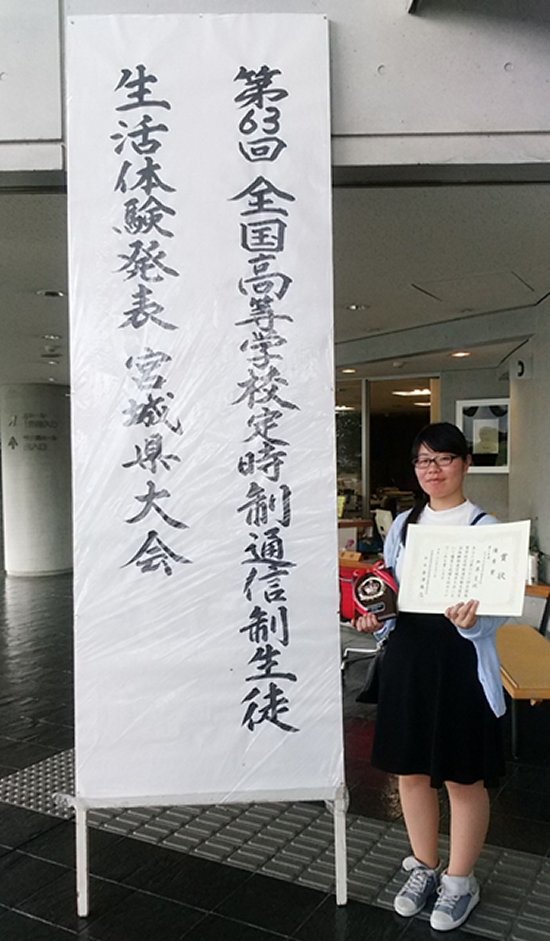 第63回 全国高等学校定時制通信制生徒
生活体験発表 宮城県大会
賞状